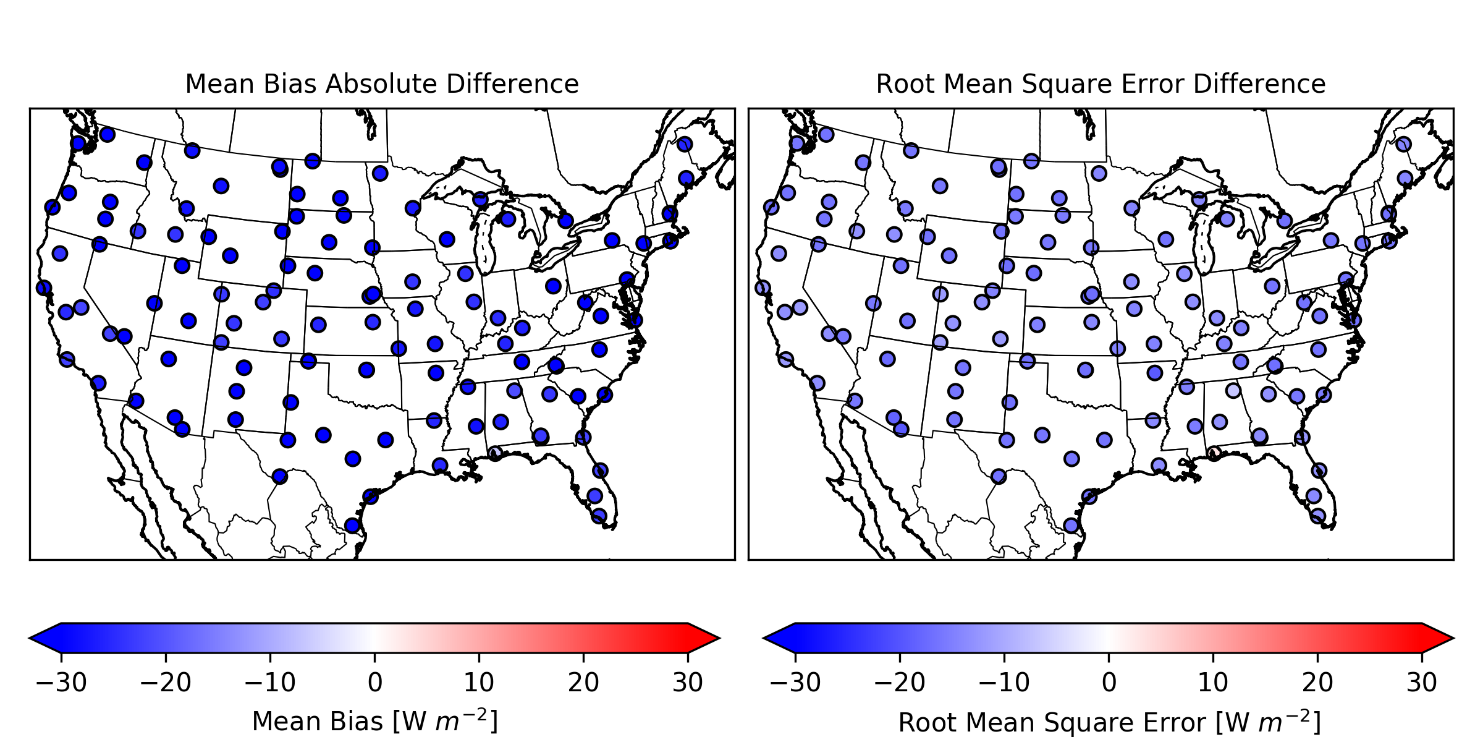 Mean Bias Absolute Difference
Root Mean Square Error Difference
−30 −20 −10 0 10 20 30
Mean Bias [W m⁻²]
−30 −20 −10 0 10 20 30
Root Mean Square Error [W m⁻²]